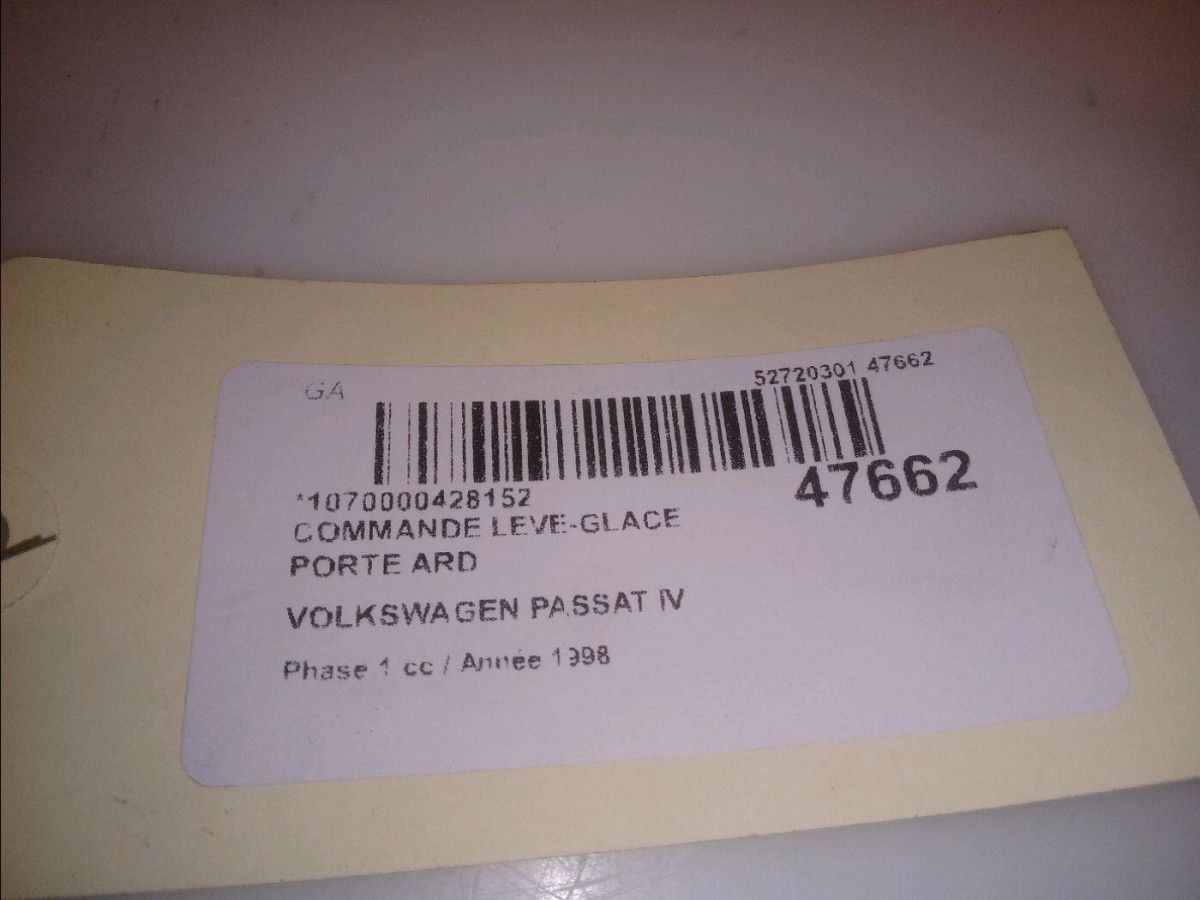 GA
52720301 47662
*1070000428152
47662
COMMANDE LEVE-GLACE
PORTE ARD
VOLKSWAGEN PASSAT IV
Phase 1 cc / Année 1998